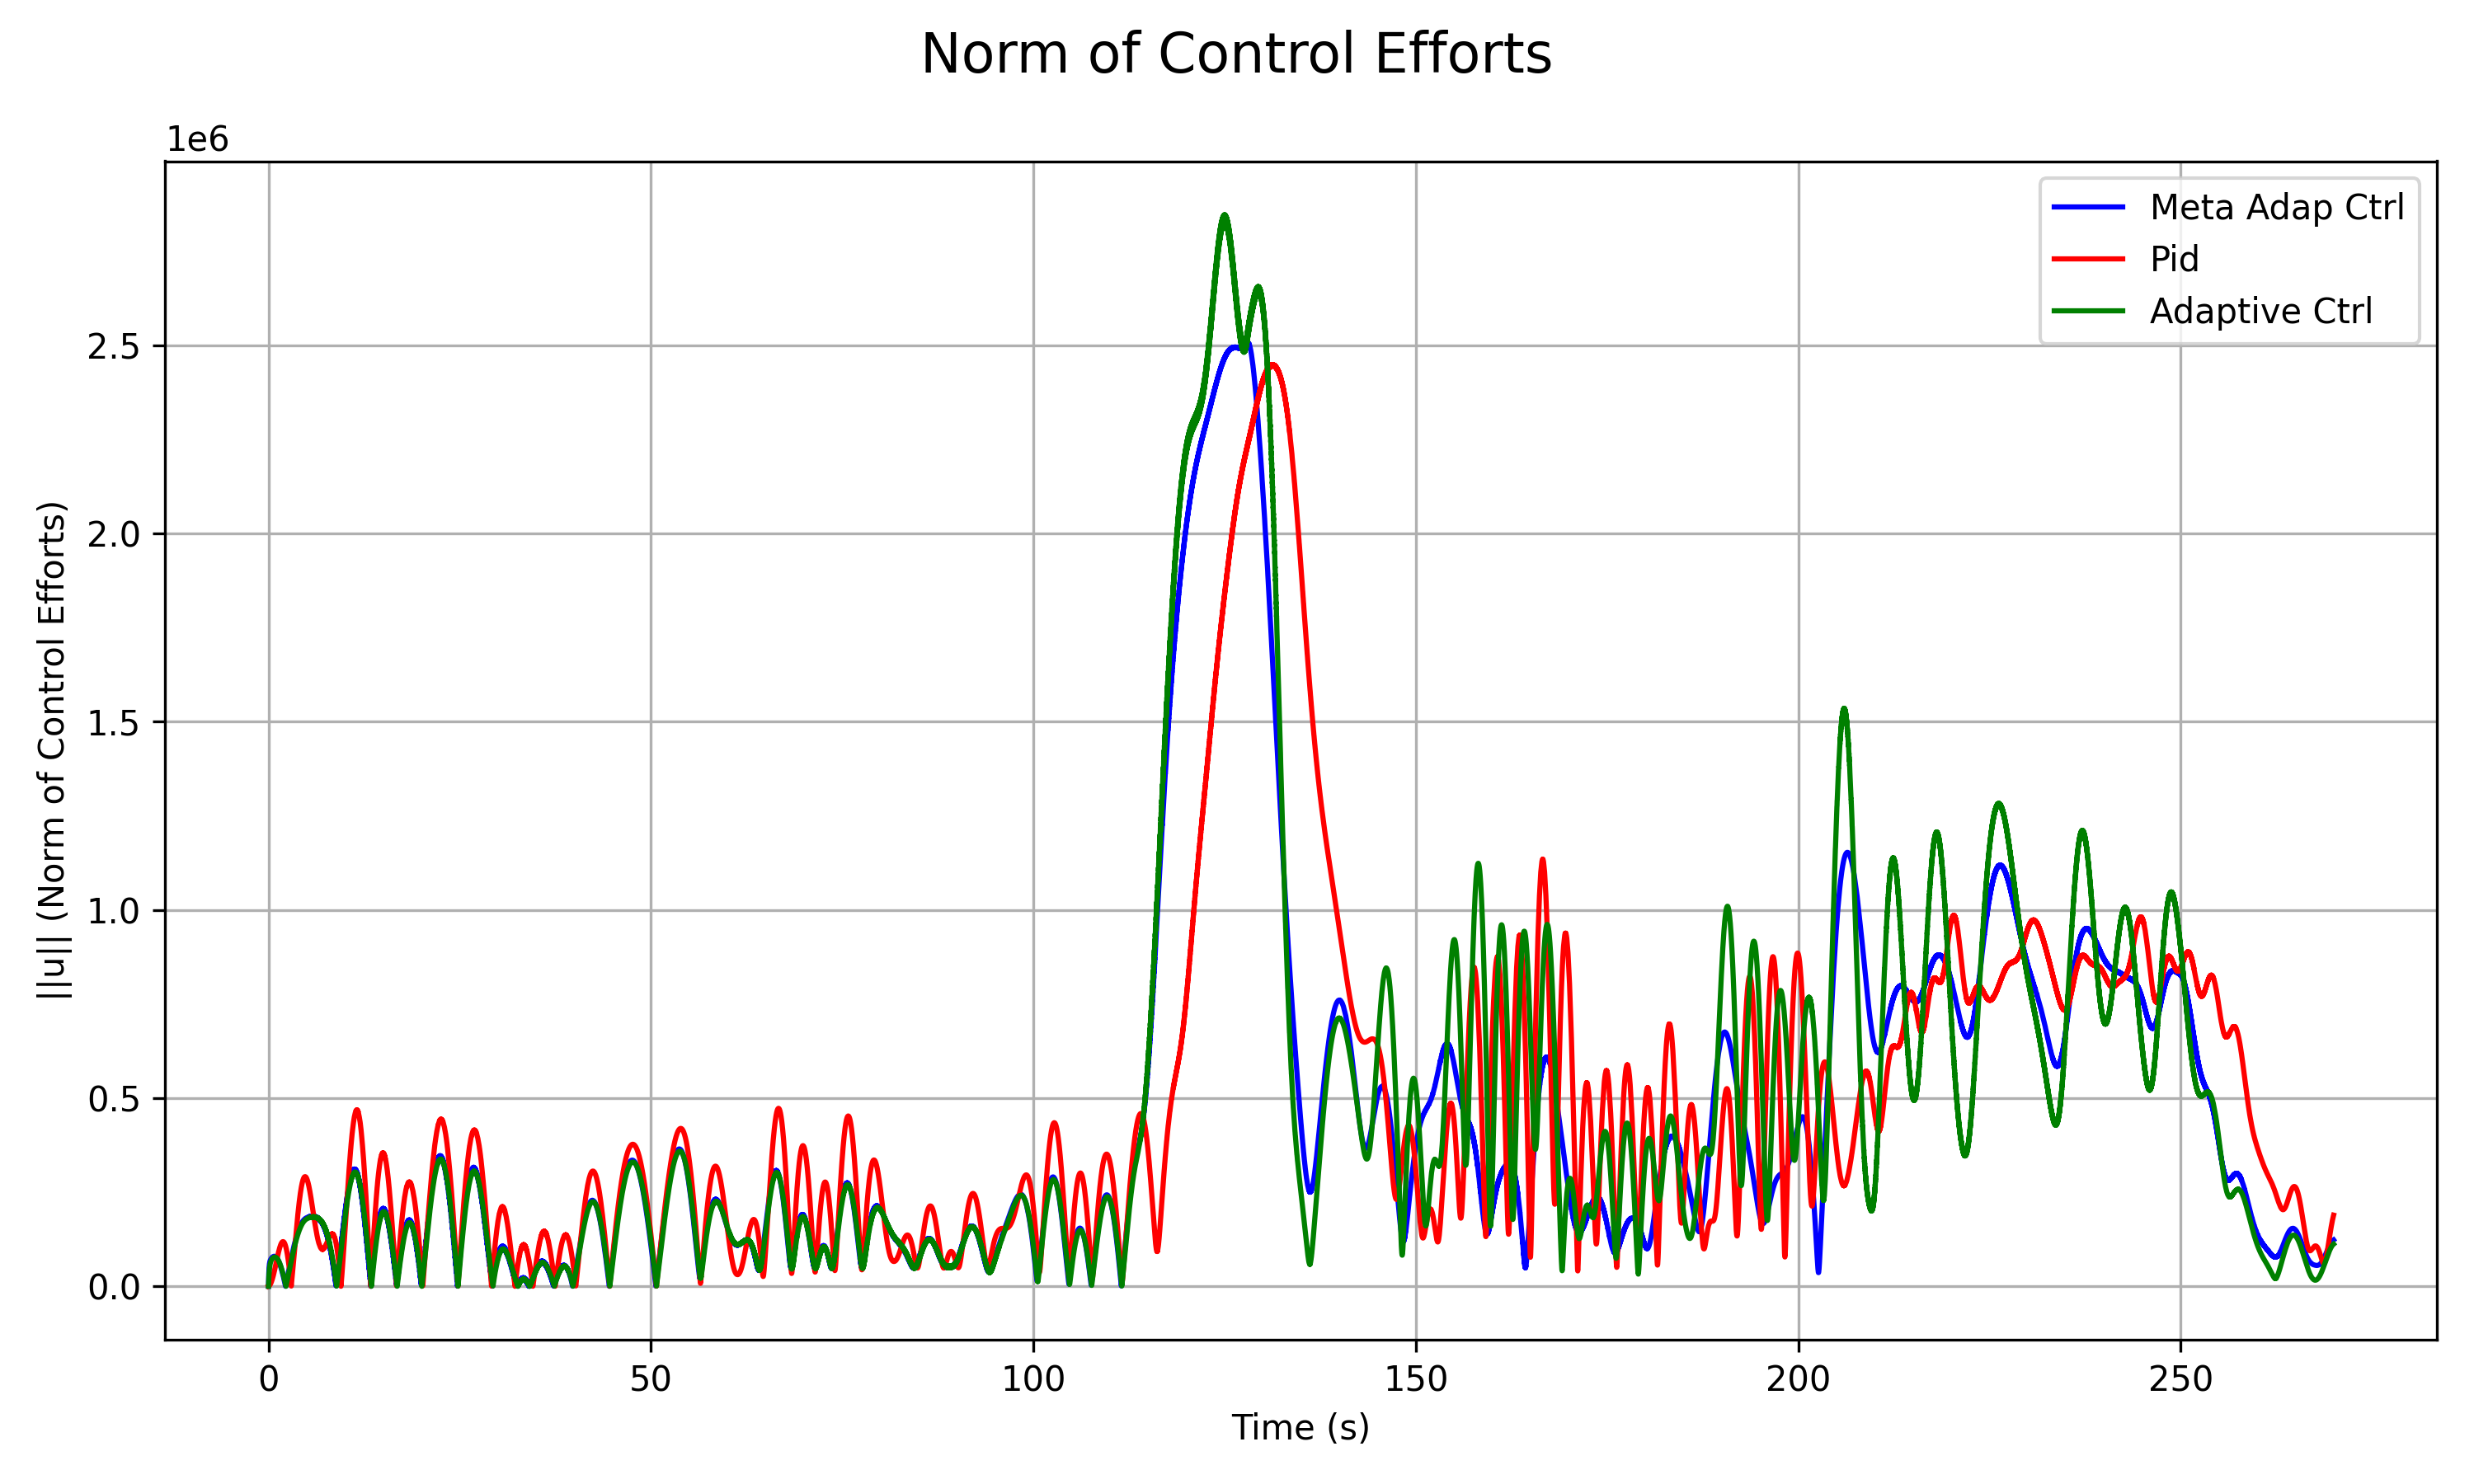 Norm of Control Efforts
1e6
Meta Adap Ctrl
Pid
Adaptive Ctrl
||u|| (Norm of Control Efforts)
2.5
2.0
1.5
1.0
0.5
0.0
0 50 100 150 200 250
Time (s)